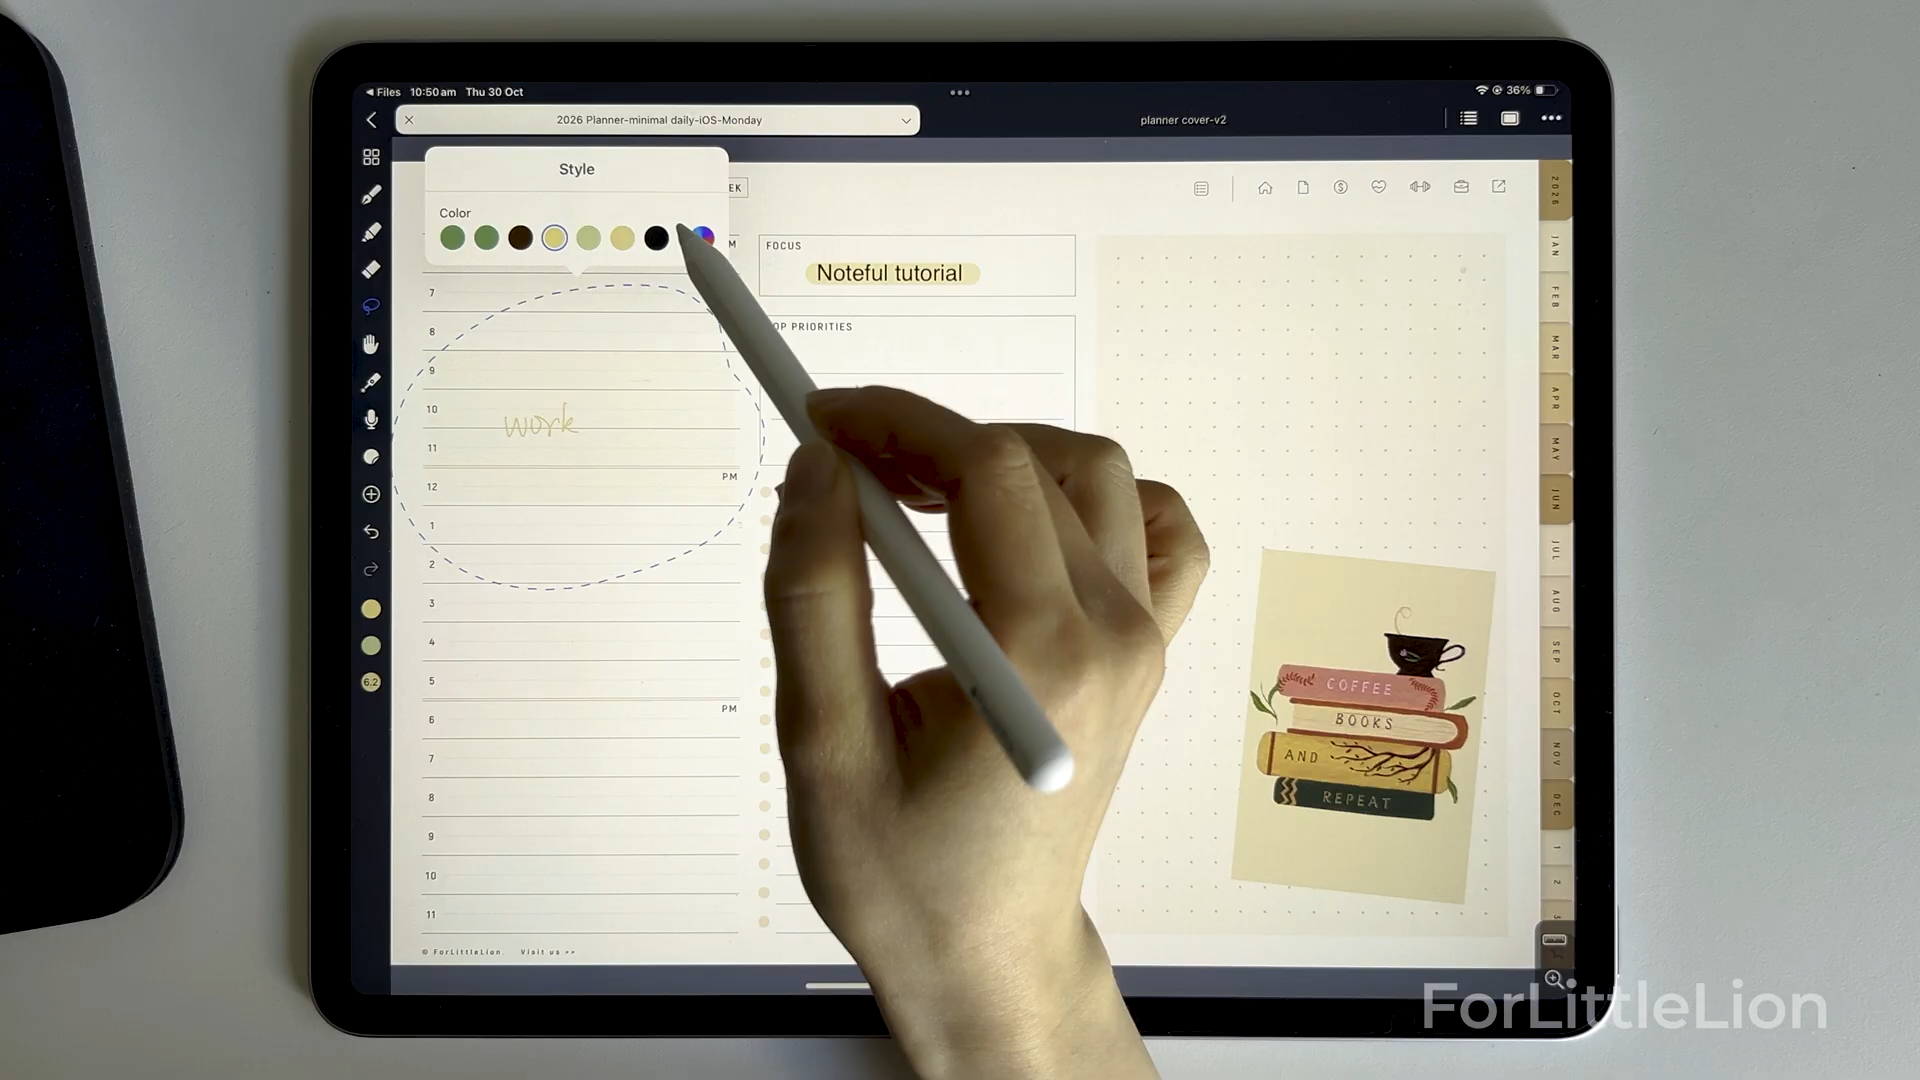 Files 10:50 am Thu 30 Oct
36%
2026 Planner-minimal daily-iOS-Monday
planner cover-v2
Style
Color
EK
M
7
8
9
10
11
PM
12
1
2
3
4
5
PM
6
7
8
9
10
11
work
© ForLittleLion. Visit us >>
FOCUS
Noteful tutorial
OP PRIORITIES
COFFEE
BOOKS
AND
REPEAT
2026
JAN
FEB
MAR
APR
MAY
JUN
JUL
AUG
SEP
OCT
NOV
DEC
1
2
3
6.2
ForLittleLion